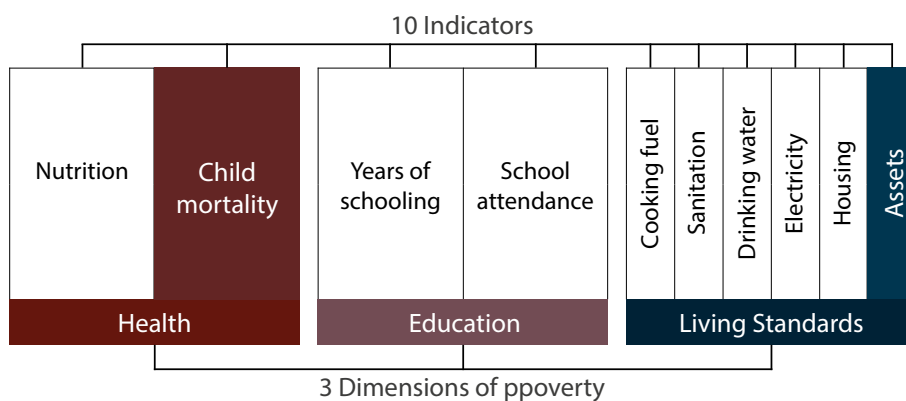 10 Indicators
Nutrition
Child
mortality
Years of
schooling
School
attendance
Cooking fuel
Sanitation
Drinking water
Electricity
Housing
Assets
Health
Education
Living Standards
3 Dimensions of ppoverty